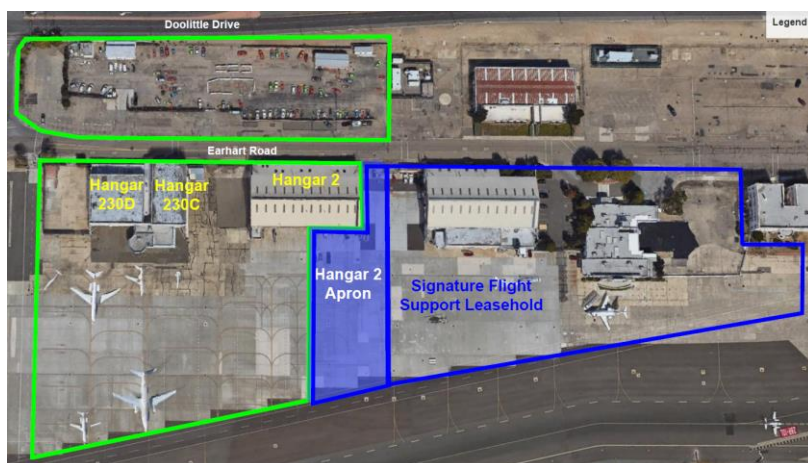 Doolittle Drive
Legend
Earhart Road
Hangar
230D
Hangar
230C
Hangar 2
Hangar 2
Apron
Signature Flight
Support Leasehold